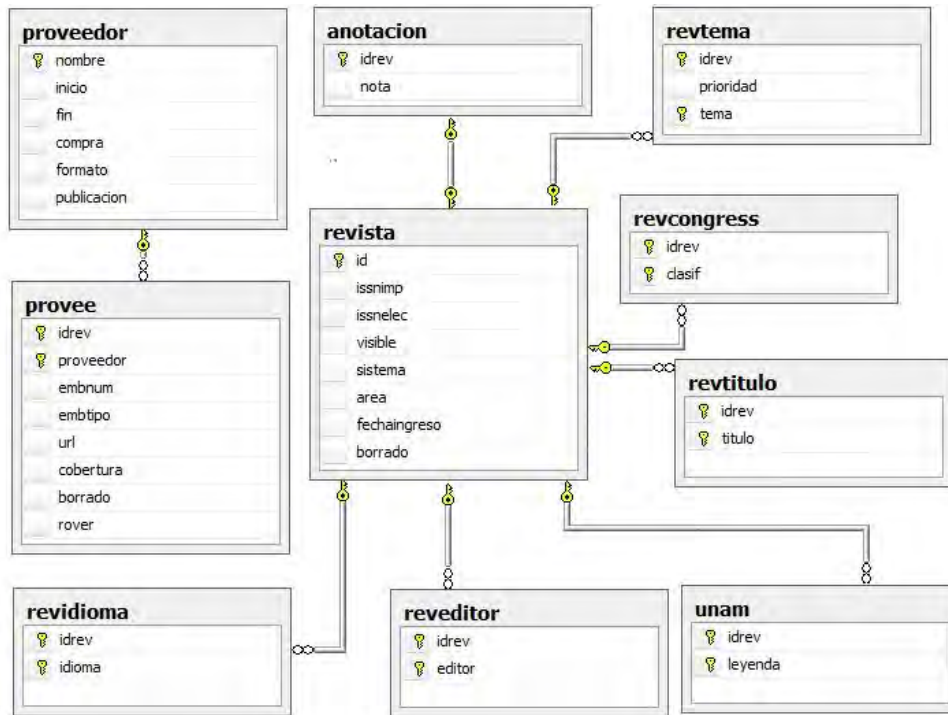 proveedor
nombre
inicio
fin
compra
formato
publicacion
anotacion
idrev
nota
revtema
idrev
prioridad
tema
revista
id
issnimp
issnelec
visible
sistema
area
fechaingreso
borrado
revcongress
idrev
clasif
provee
idrev
proveedor
embnum
embtipo
url
cobertura
borrado
rover
revtitulo
idrev
titulo
revidioma
idrev
idioma
reveditor
idrev
editor
unam
idrev
leyenda